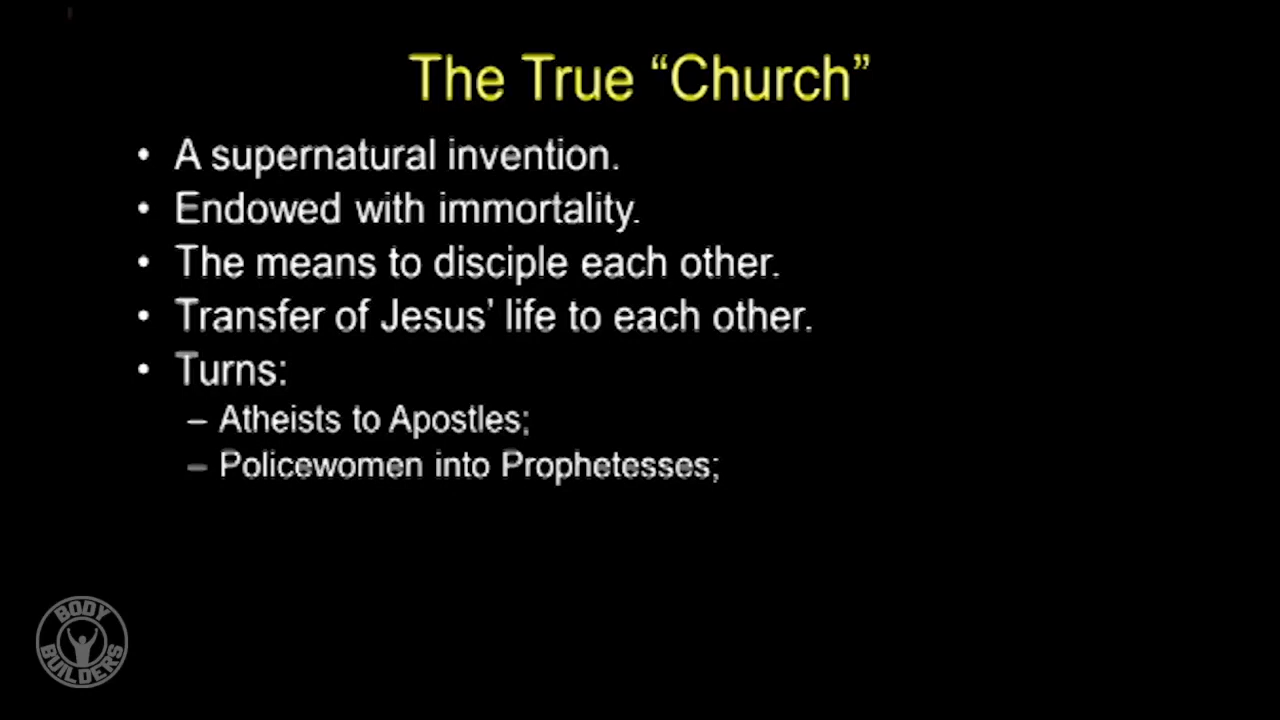 The True “Church”
• A supernatural invention.
• Endowed with immortality.
• The means to disciple each other.
• Transfer of Jesus’ life to each other.
• Turns:
– Atheists to Apostles;
– Policewomen into Prophetesses;
BODY
BUILDERS